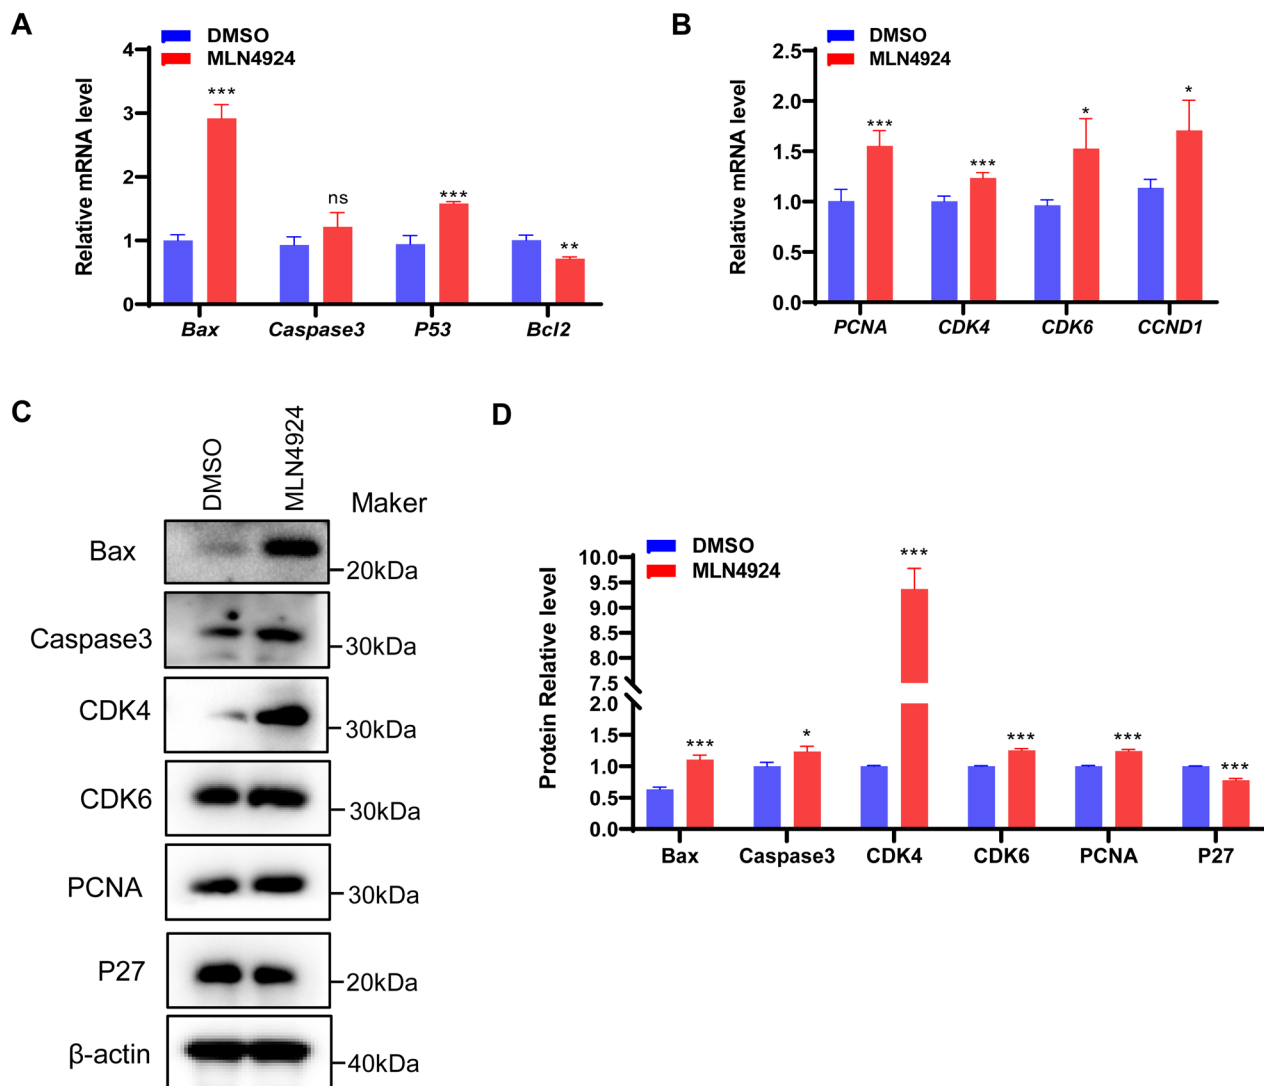 A
DMSO
MLN4924
Relative mRNA level
4
3
2
1
0
***
ns
***
**
Bax Caspase3 P53 Bcl2
B
DMSO
MLN4924
Relative mRNA level
2.5
2.0
1.5
1.0
0.5
0.0
***
***
*
*
PCNA CDK4 CDK6 CCND1
C
DMSO MLN4924
Maker
Bax 20kDa
Caspase3 30kDa
CDK4 30kDa
CDK6 30kDa
PCNA 30kDa
P27 20kDa
β-actin 40kDa
D
DMSO
MLN4924
Protein Relative level
10.0
9.5
9.0
8.5
8.0
7.5
2.0
1.5
1.0
0.5
0.0
***
*
***
***
***
***
Bax Caspase3 CDK4 CDK6 PCNA P27